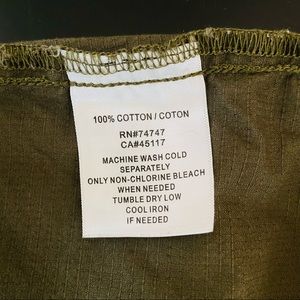 100% COTTON / COTON
RN#74747
CA#45117
MACHINE WASH COLD
SEPARATELY
ONLY NON-CHLORINE BLEACH
WHEN NEEDED
TUMBLE DRY LOW
COOL IRON
IF NEEDED